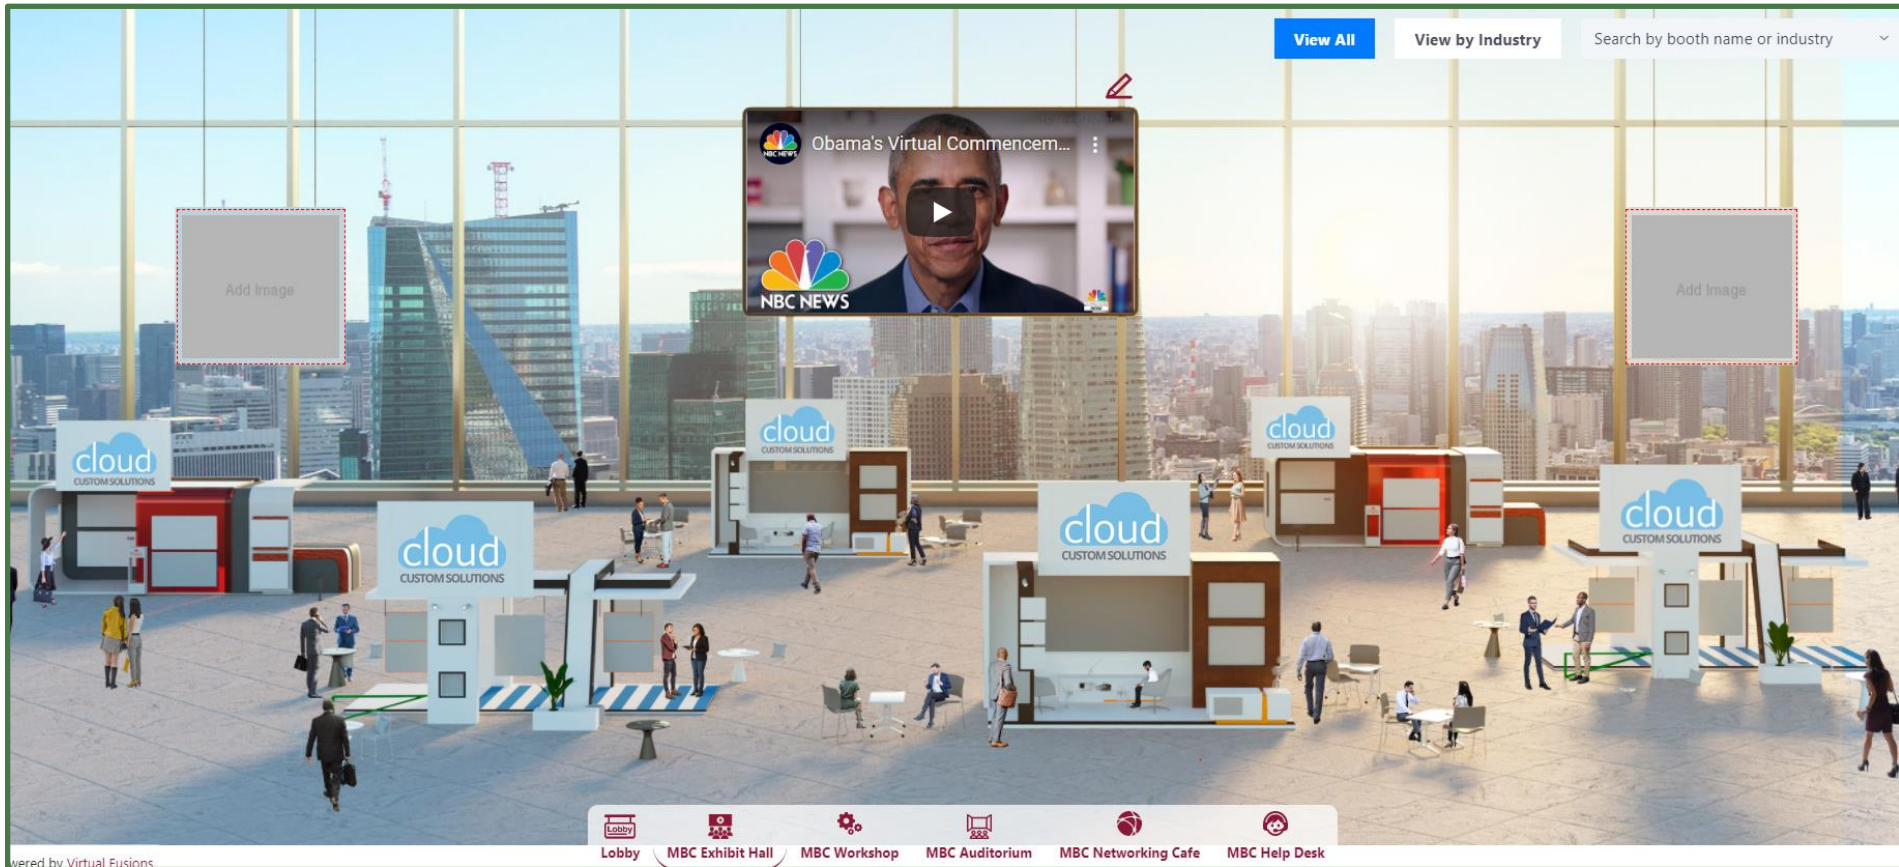 View All
View by Industry
Search by booth name or industry
Obama's Virtual Commencem...
NBC NEWS
NBC NEWS
Add Image
Add Image
cloud
CUSTOM SOLUTIONS
cloud
CUSTOM SOLUTIONS
cloud
CUSTOM SOLUTIONS
cloud
CUSTOM SOLUTIONS
cloud
CUSTOM SOLUTIONS
cloud
CUSTOM SOLUTIONS
Lobby
Lobby
MBC Exhibit Hall
MBC Workshop
MBC Auditorium
MBC Networking Cafe
MBC Help Desk
wered by Virtual Fusions